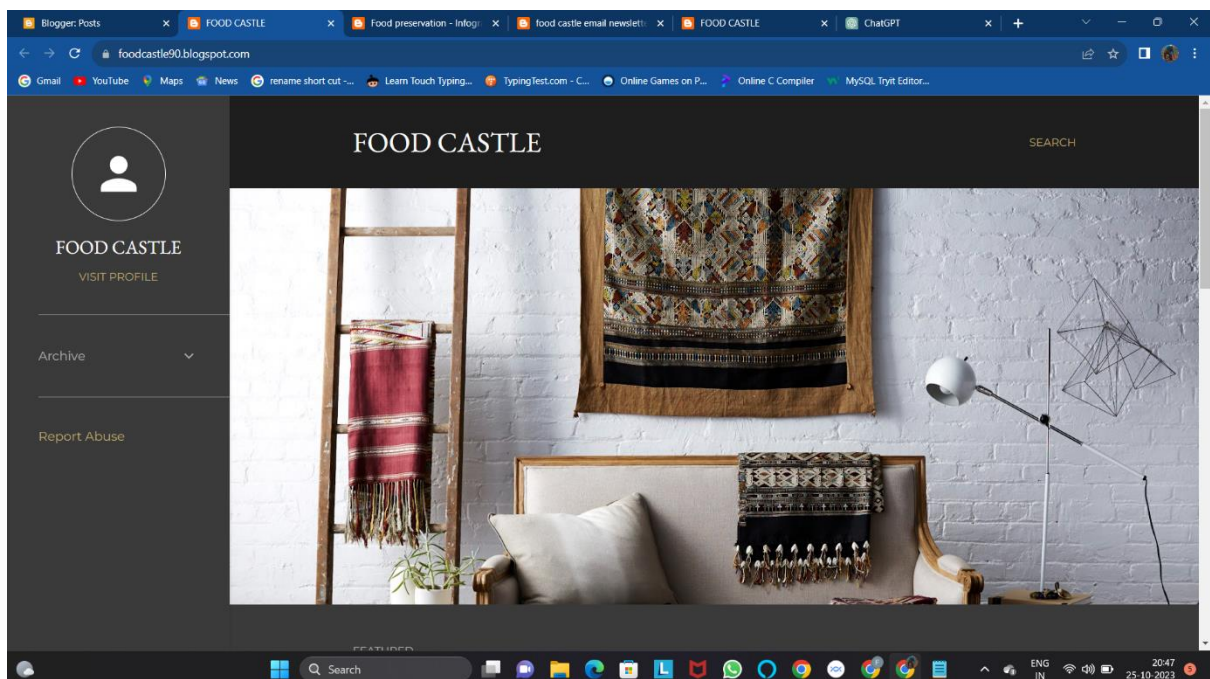 Blogger: Posts
FOOD CASTLE
Food preservation - Infogr
food castle email newslett
FOOD CASTLE
ChatGPT
foodcastle90.blogspot.com
Gmail
YouTube
Maps
News
rename short cut -...
Learn Touch Typing...
TypingTest.com - C...
Online Games on P...
Online C Compiler
MySQL Tryit Editor...
FOOD CASTLE
SEARCH
FOOD CASTLE
VISIT PROFILE
Archive
Report Abuse
FEATURED
Search
ENG
IN
20:47
25-10-2023
5